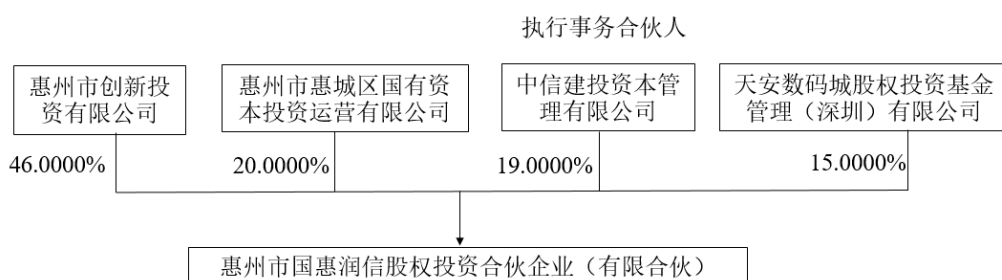 执行事务合伙人
惠州市创新投
资有限公司
惠州市惠城区国有资
本投资运营有限公司
中信建投资本管
理有限公司
天安数码城股权投资基金
管理（深圳）有限公司
46.0000%
20.0000%
19.0000%
15.0000%
惠州市国惠润信股权投资合伙企业（有限合伙）